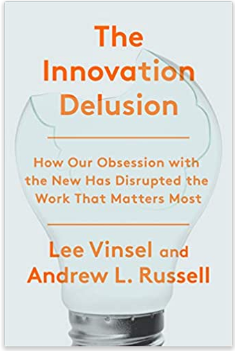 The
Innovation
Delusion
How Our Obsession with
the New Has Disrupted the
Work That Matters Most
Lee Vinsel and
Andrew L. Russell